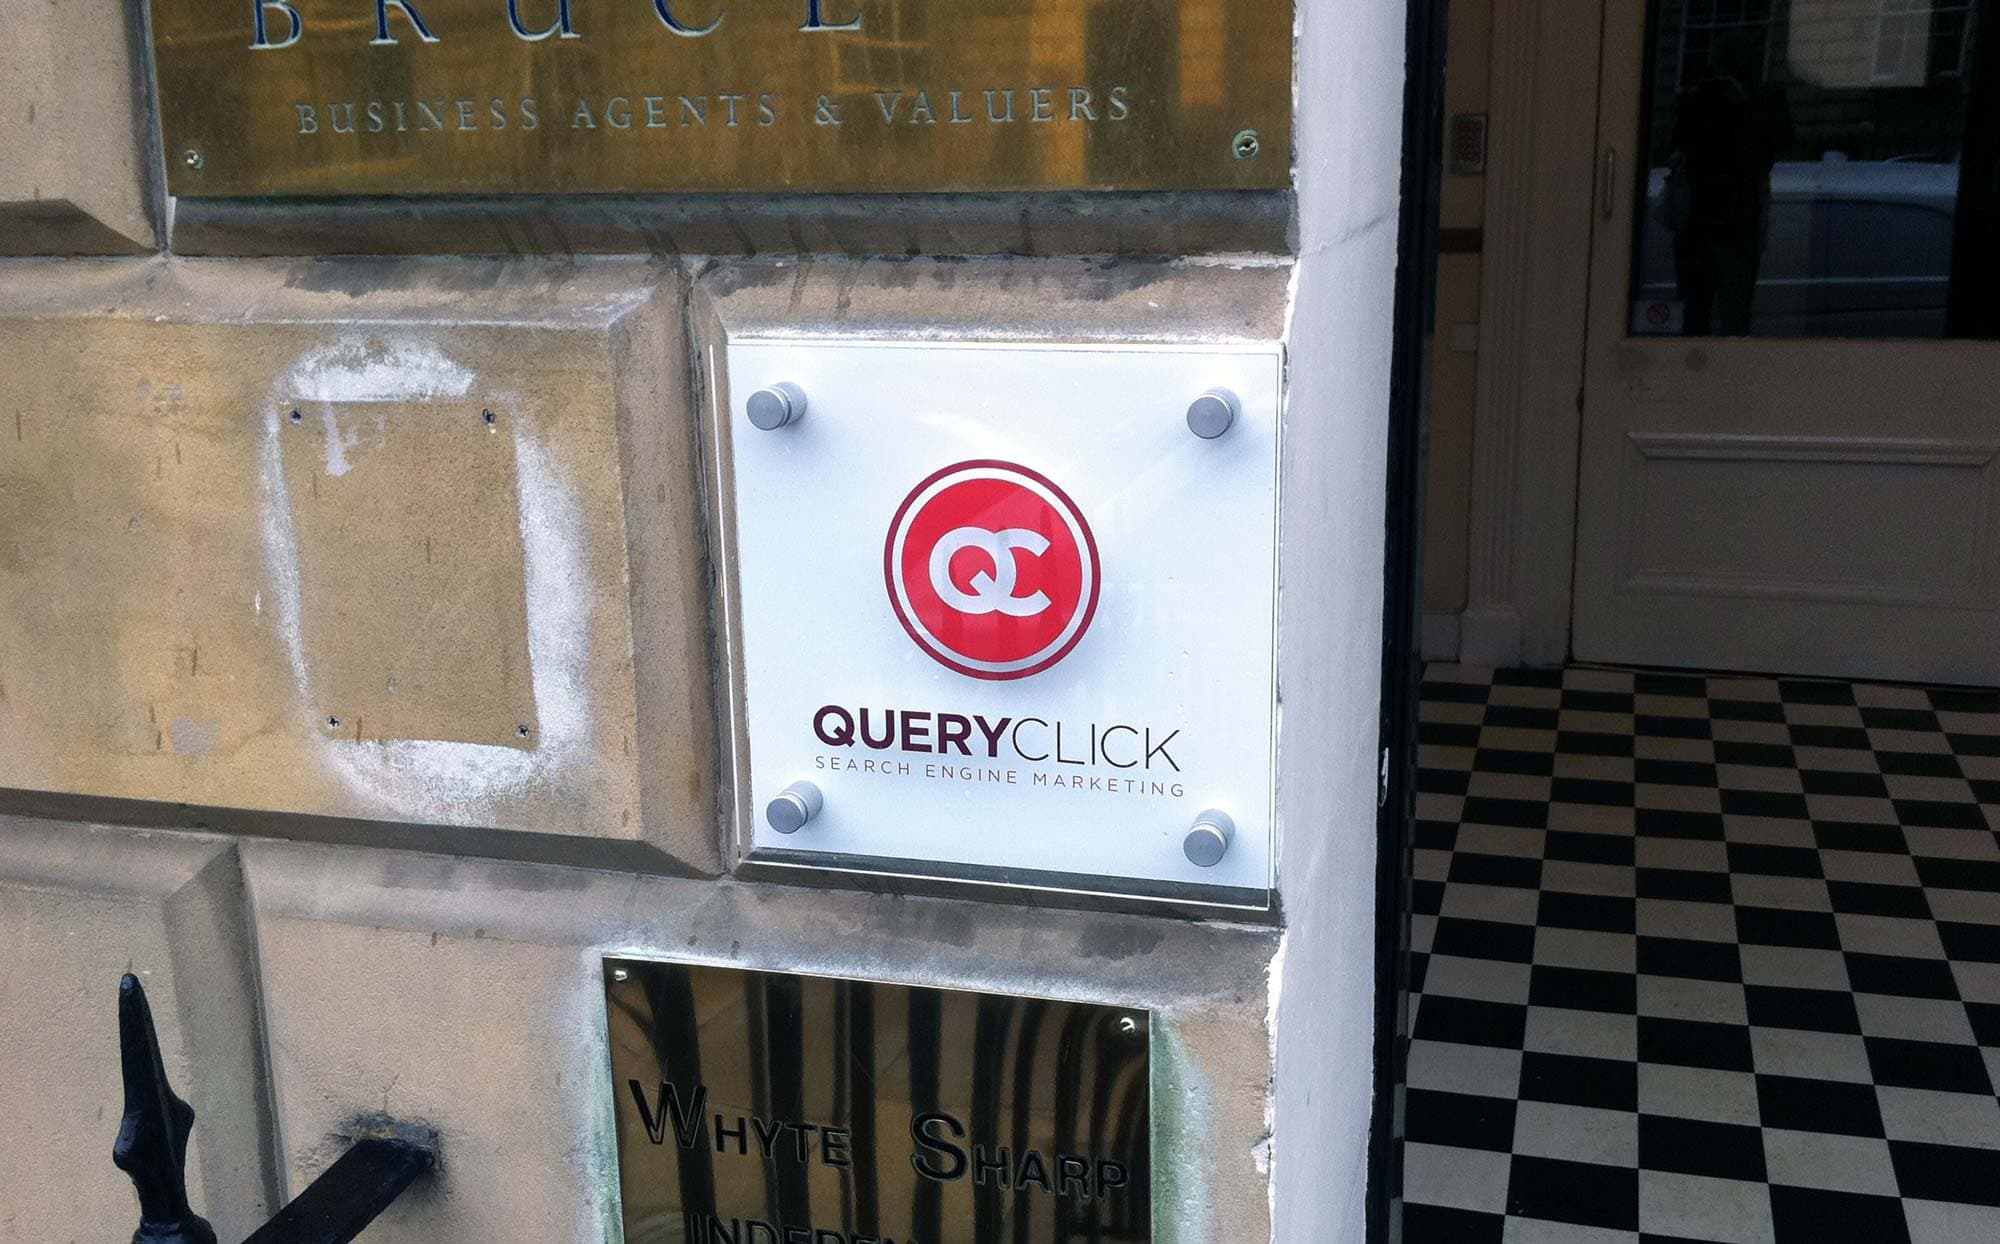 BRUCE
BUSINESS AGENTS & VALUERS
QC
QUERYCLICK
SEARCH ENGINE MARKETING
WHYTE SHARP